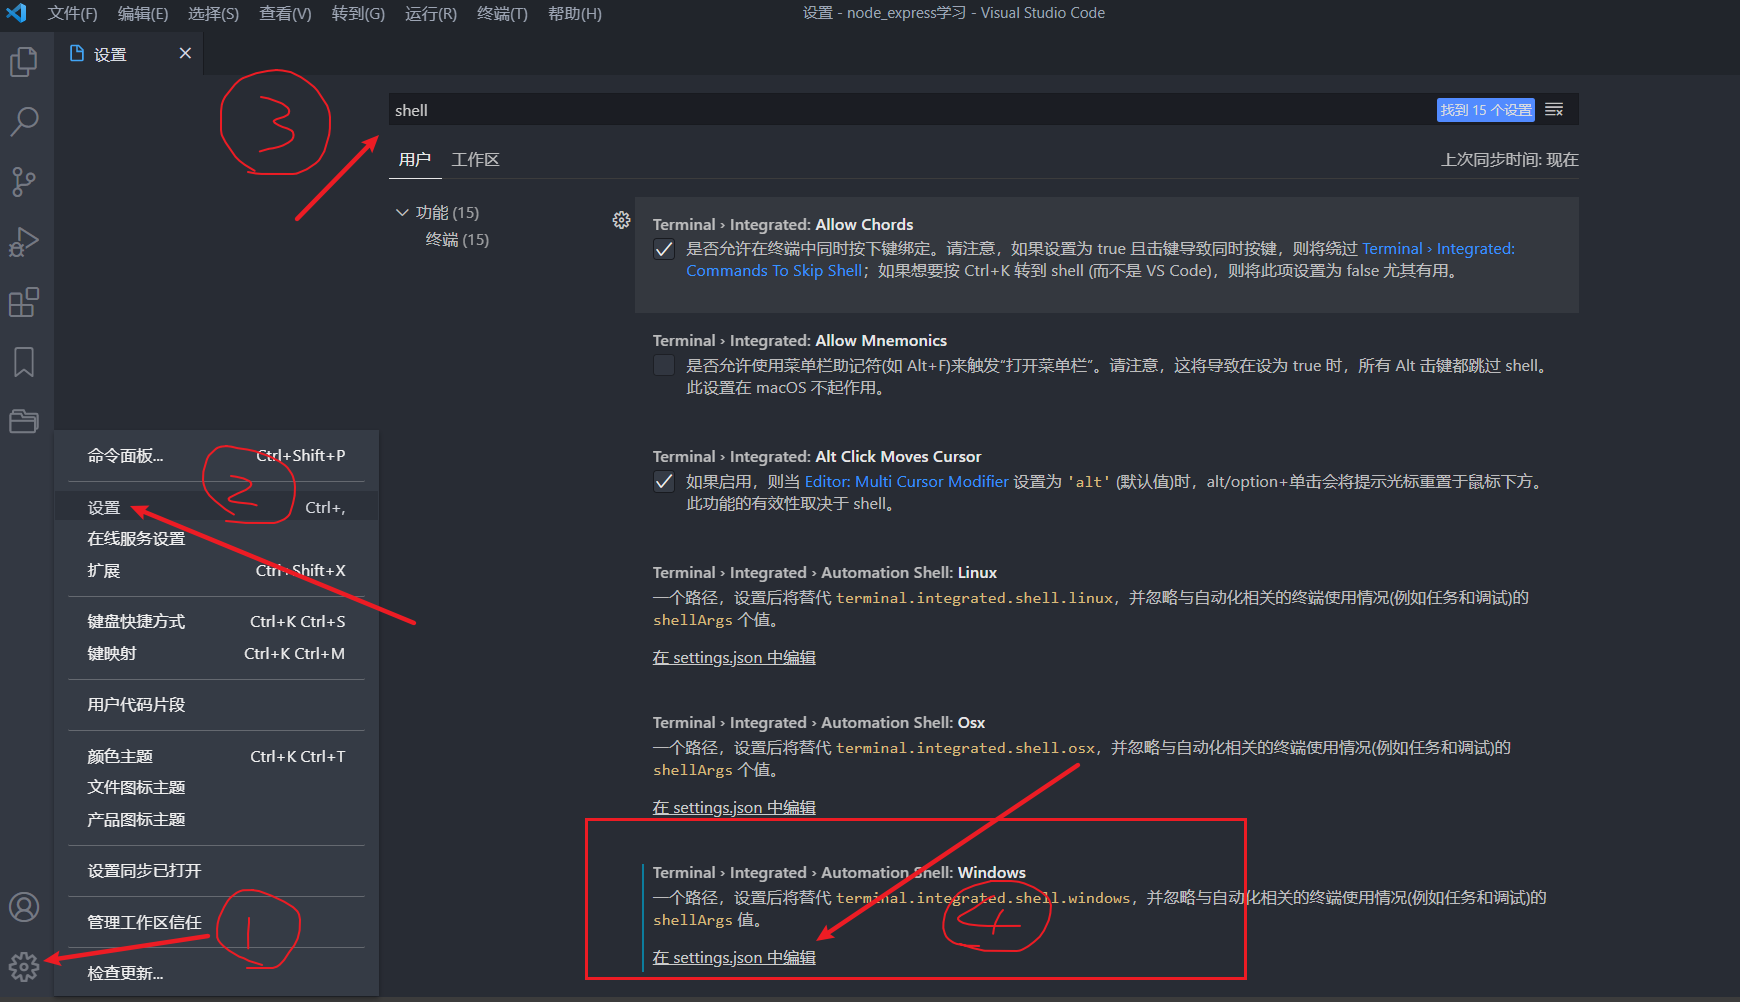 文件(F) 编辑(E) 选择(S) 查看(V) 转到(G) 运行(R) 终端(T) 帮助(H)
设置 - node_express学习 - Visual Studio Code
设置
3
shell
找到 15 个设置
用户 工作区
上次同步时间: 现在
功能 (15)
终端 (15)
Terminal › Integrated: Allow Chords
是否允许在终端中同时按下键绑定。请注意，如果设置为 true 且击键导致同时按键，则将绕过 Terminal › Integrated:
Commands To Skip Shell；如果想要按 Ctrl+K 转到 shell (而不是 VS Code)，则将此项设置为 false 尤其有用。
Terminal › Integrated: Allow Mnemonics
是否允许使用菜单栏助记符(如 Alt+F)来触发“打开菜单栏”。请注意，这将导致在设为 true 时，所有 Alt 击键都跳过 shell。
此设置在 macOS 不起作用。
Terminal › Integrated: Alt Click Moves Cursor
如果启用，则当 Editor: Multi Cursor Modifier 设置为 'alt' (默认值)时，alt/option+单击会将提示光标重置于鼠标下方。
此功能的有效性取决于 shell。
Terminal › Integrated › Automation Shell: Linux
一个路径，设置后将替代 terminal.integrated.shell.linux，并忽略与自动化相关的终端使用情况(例如任务和调试)的
shellArgs 个值。
在 settings.json 中编辑
Terminal › Integrated › Automation Shell: Osx
一个路径，设置后将替代 terminal.integrated.shell.osx，并忽略与自动化相关的终端使用情况(例如任务和调试)的
shellArgs 个值。
在 settings.json 中编辑
Terminal › Integrated › Automation Shell: Windows
一个路径，设置后将替代 terminal.integrated.shell.windows，并忽略与自动化相关的终端使用情况(例如任务和调试)的
shellArgs 值。
在 settings.json 中编辑
4
命令面板... Ctrl+Shift+P
2
设置 Ctrl+,
在线服务设置
扩展 Ctrl+Shift+X
键盘快捷方式 Ctrl+K Ctrl+S
键映射 Ctrl+K Ctrl+M
用户代码片段
颜色主题 Ctrl+K Ctrl+T
文件图标主题
产品图标主题
设置同步已打开
管理工作区信任
1
检查更新...